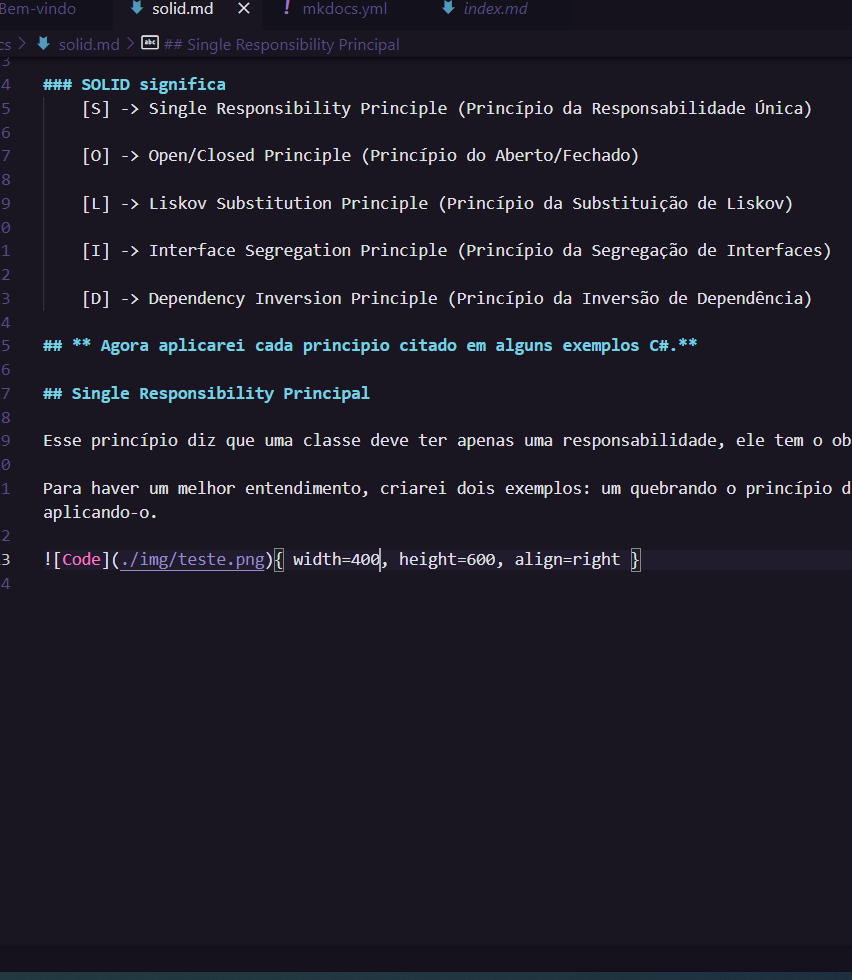 Bem-vindo solid.md × ! mkdocs.yml index.md
cs > solid.md > abc ## Single Responsibility Principal
3
4 ### SOLID significa
5 [S] -> Single Responsibility Principle (Princípio da Responsabilidade Única)
6
7 [O] -> Open/Closed Principle (Princípio do Aberto/Fechado)
8
9 [L] -> Liskov Substitution Principle (Princípio da Substituição de Liskov)
0
1 [I] -> Interface Segregation Principle (Princípio da Segregação de Interfaces)
2
3 [D] -> Dependency Inversion Principle (Princípio da Inversão de Dependência)
4
5 ## ** Agora aplicarei cada principio citado em alguns exemplos C#.**
6
7 ## Single Responsibility Principal
8
9 Esse princípio diz que uma classe deve ter apenas uma responsabilidade, ele tem o ob
0
1 Para haver um melhor entendimento, criarei dois exemplos: um quebrando o princípio d
aplicando-o.
2
3 ![Code](./img/teste.png){ width=400, height=600, align=right }
4